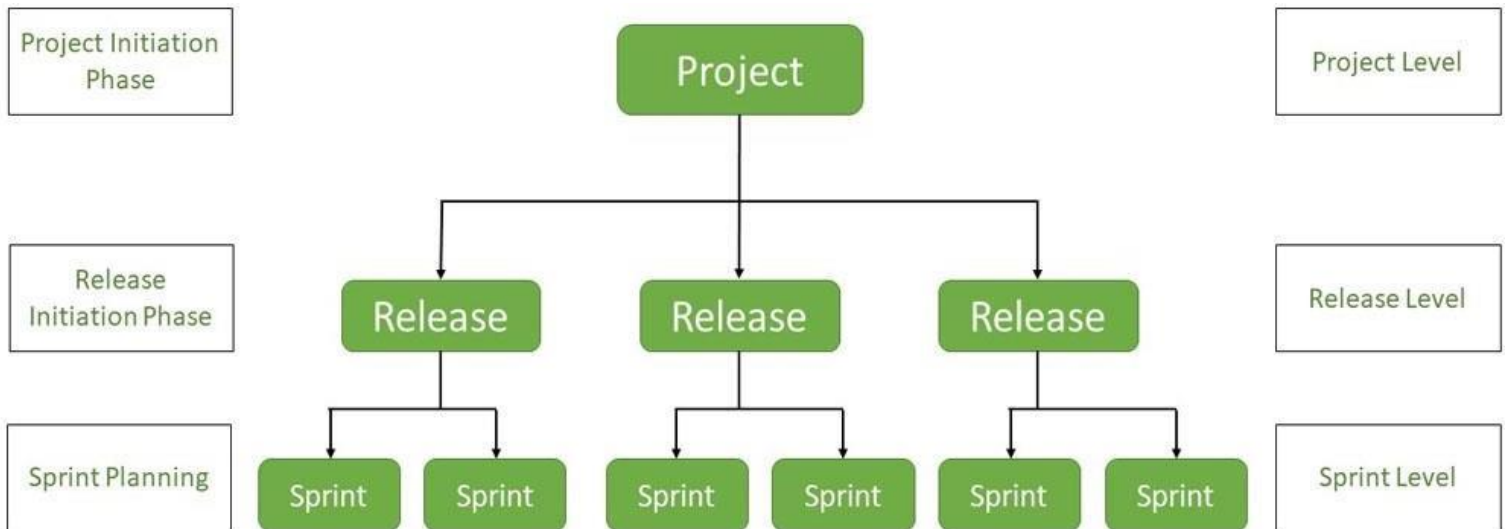 Project Initiation
Phase
Project
Project Level
Release
Initiation Phase
Release
Release
Release
Release Level
Sprint Planning
Sprint
Sprint
Sprint
Sprint
Sprint
Sprint
Sprint Level